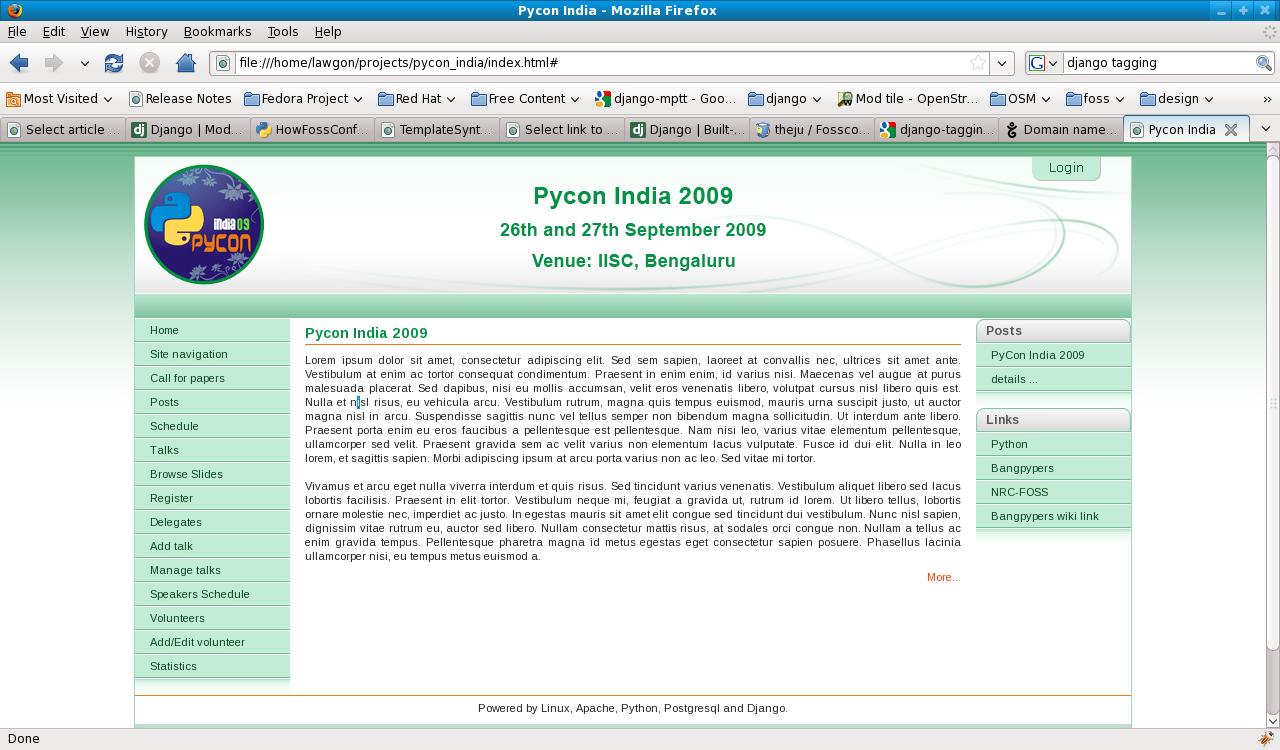 Pycon India - Mozilla Firefox
File Edit View History Bookmarks Tools Help
file:///home/lawgon/projects/pycon_india/index.html# G django tagging
Most Visited Release Notes Fedora Project Red Hat Free Content django-mptt - Goo... django Mod tile - OpenStr... OSM foss design »
Select article ... Django | Mod... HowFossConf... TemplateSynt... Select link to ... Django | Built-... theju / Fossco... django-taggin... Domain name... Pycon India
Login
india 09
PYCON
Pycon India 2009
26th and 27th September 2009
Venue: IISC, Bengaluru
Home
Site navigation
Call for papers
Posts
Schedule
Talks
Browse Slides
Register
Delegates
Add talk
Manage talks
Speakers Schedule
Volunteers
Add/Edit volunteer
Statistics
Pycon India 2009
Lorem ipsum dolor sit amet, consectetur adipiscing elit. Sed sem sapien, laoreet at convallis nec, ultrices sit amet ante.
Vestibulum at enim ac tortor consequat condimentum. Praesent in enim enim, id varius nisi. Maecenas vel augue at purus
malesuada placerat. Sed dapibus, nisi eu mollis accumsan, velit eros venenatis libero, volutpat cursus nisl libero quis est.
Nulla et nisl risus, eu vehicula arcu. Vestibulum rutrum, magna quis tempus euismod, mauris urna suscipit justo, ut auctor
magna nisl in arcu. Suspendisse sagittis nunc vel tellus semper non bibendum magna sollicitudin. Ut interdum ante libero.
Praesent porta enim eu eros faucibus a pellentesque est pellentesque. Nam nisi leo, varius vitae elementum pellentesque,
ullamcorper sed velit. Praesent gravida sem ac velit varius non elementum lacus vulputate. Fusce id dui elit. Nulla in leo
lorem, et sagittis sapien. Morbi adipiscing ipsum at arcu porta varius non ac leo. Sed vitae mi tortor.
Vivamus et arcu eget nulla viverra interdum et quis risus. Sed tincidunt varius venenatis. Vestibulum aliquet libero sed lacus
lobortis facilisis. Praesent in elit tortor. Vestibulum neque mi, feugiat a gravida ut, rutrum id lorem. Ut libero tellus, lobortis
ornare molestie nec, imperdiet ac justo. In egestas mauris sit amet elit congue sed tincidunt dui vestibulum. Nunc nisl sapien,
dignissim vitae rutrum eu, auctor sed libero. Nullam consectetur mattis risus, at sodales orci congue non. Nullam a tellus ac
enim gravida tempus. Pellentesque pharetra magna id metus egestas eget consectetur sapien posuere. Phasellus lacinia
ullamcorper nisi, eu tempus metus euismod a.
More...
Posts
PyCon India 2009
details ...
Links
Python
Bangpypers
NRC-FOSS
Bangpypers wiki link
Powered by Linux, Apache, Python, Postgresql and Django.
Done